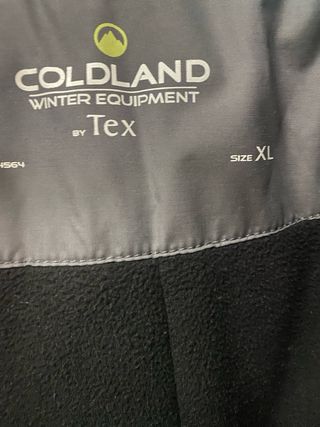 COLDLAND
WINTER EQUIPMENT
BY Tex
SIZE XL